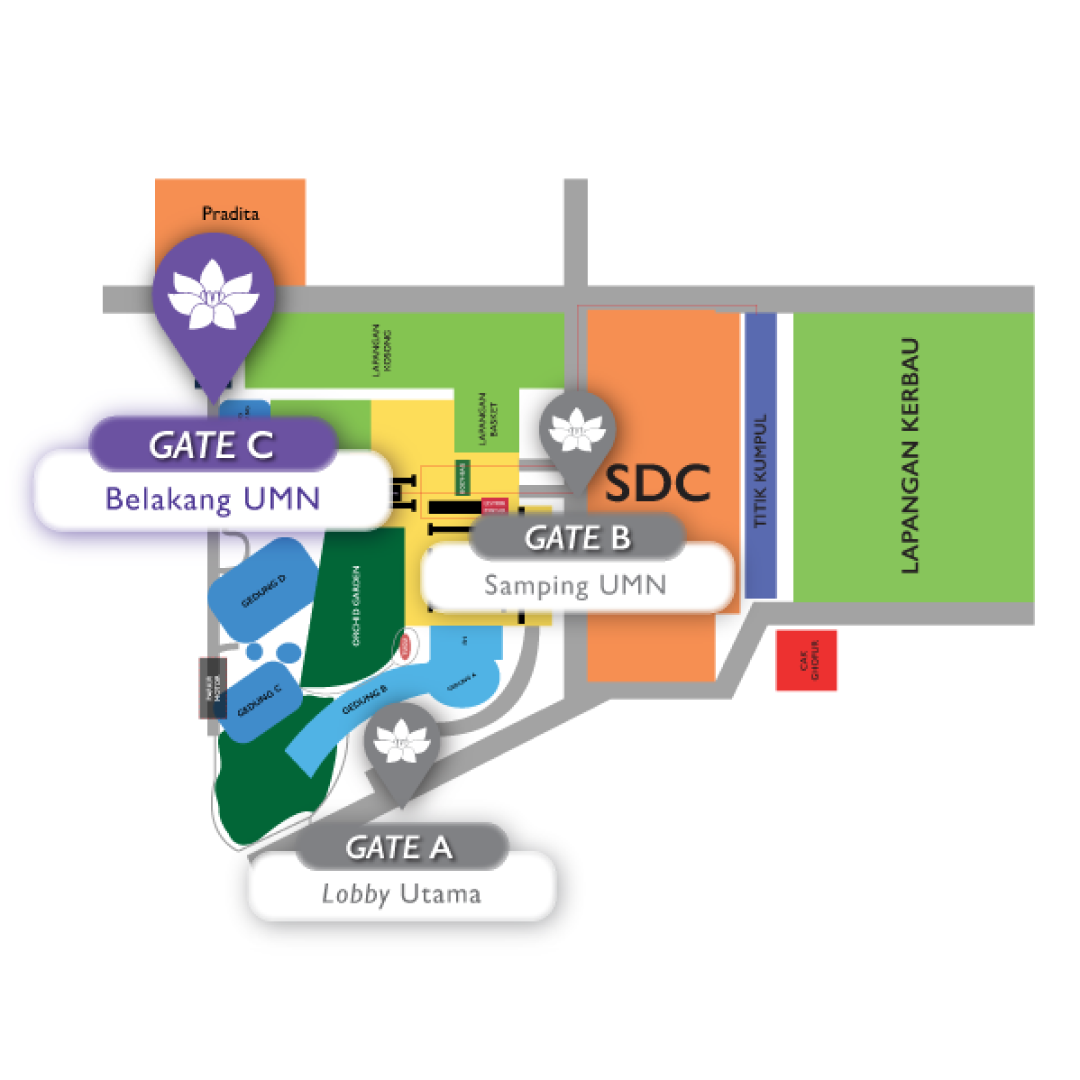 Pradita
LAPANGAN
KOSONG
LAPANGAN
BASKET
GATE C
Belakang UMN
SDC
TITIK KUMPUL
LAPANGAN KERBAU
GATE B
Samping UMN
GEDUNG D
ORCHID GARDEN
CAK
GHOFUR
PARKIR
MOTOR
GEDUNG C
GEDUNG B
GEDUNG A
GATE A
Lobby Utama